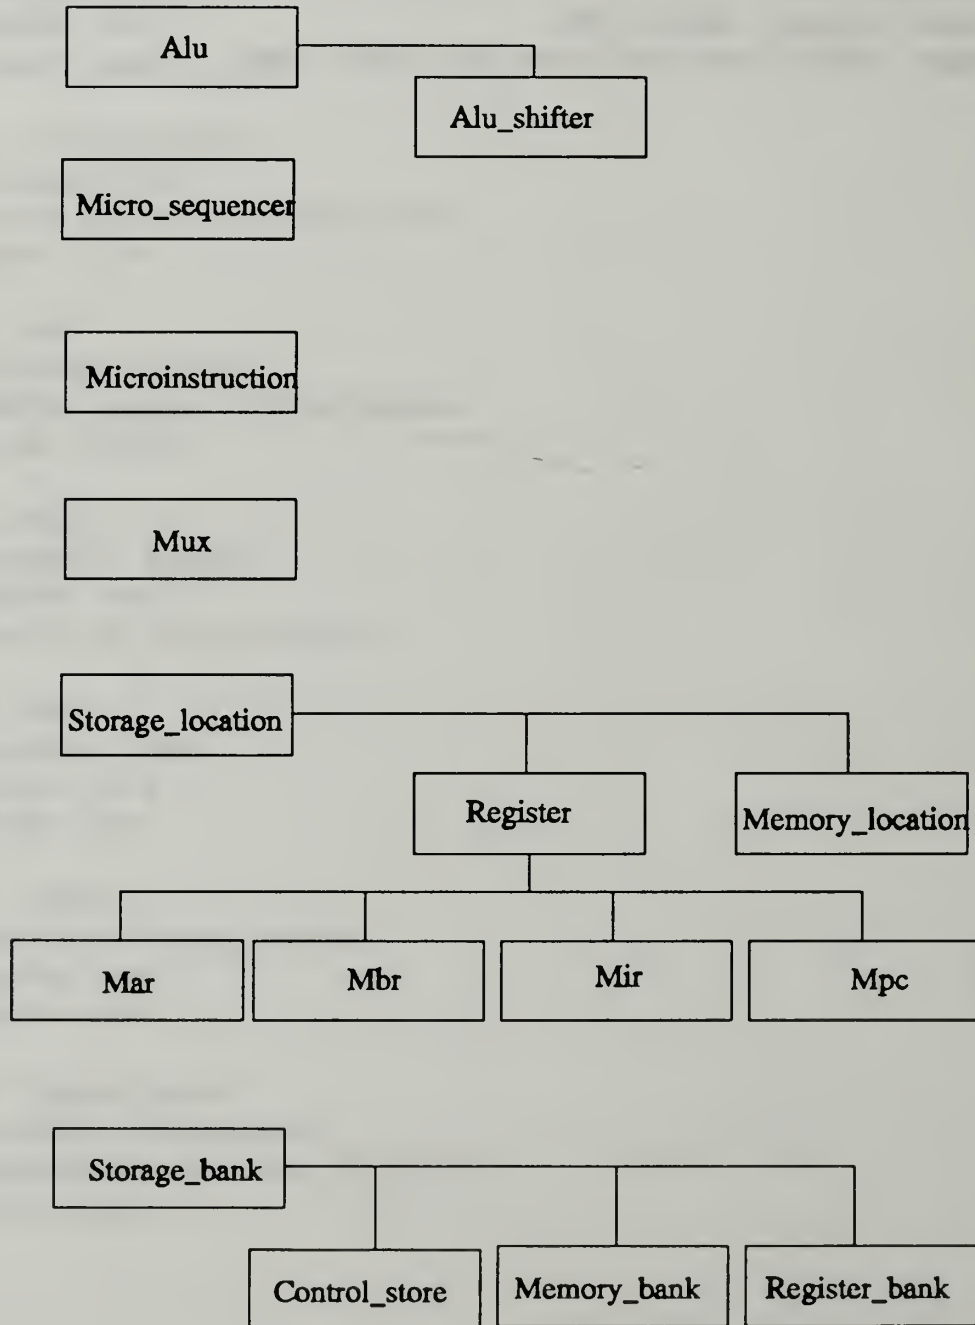 Alu
Alu_shifter
Micro_sequencer
Microinstruction
Mux
Storage_location
Register
Memory_location
Mar
Mbr
Mir
Mpc
Storage_bank
Control_store
Memory_bank
Register_bank